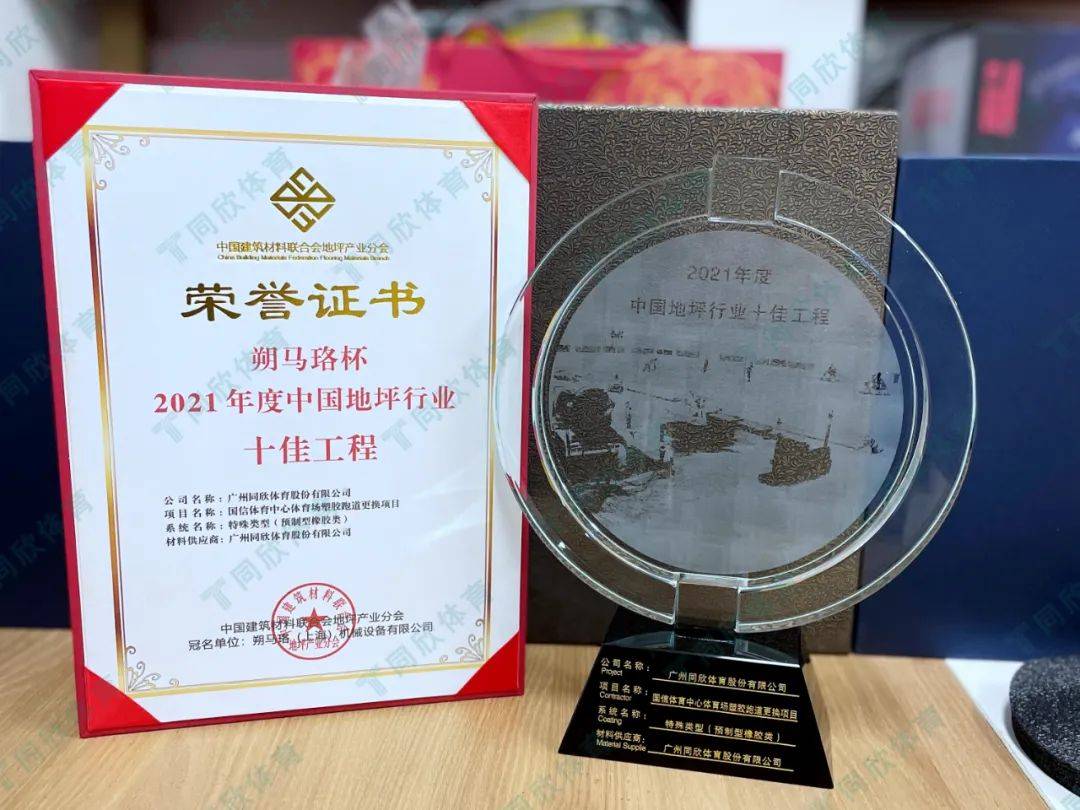 中国建筑材料联合会地坪产业分会
China Building Materials Federation Flooring Materials Branch
荣誉证书
朔马珞杯
2021年度中国地坪行业
十佳工程
公司名称：广州同欣体育股份有限公司
项目名称：国信体育中心体育场塑胶跑道更换项目
系统名称：特殊类型（预制型橡胶类）
材料供应商：广州同欣体育股份有限公司
中国建筑材料联合会地坪产业分会
冠名单位：朔马珞（上海）机械设备有限公司
地坪产业分会
2021年度
中国地坪行业十佳工程
公司名称：广州同欣体育股份有限公司
Project
项目名称：国信体育中心体育场塑胶跑道更换项目
Contractor
系统名称：特殊类型（预制型橡胶类）
Coating
材料供应商：广州同欣体育股份有限公司
Material Supplie
同欣体育